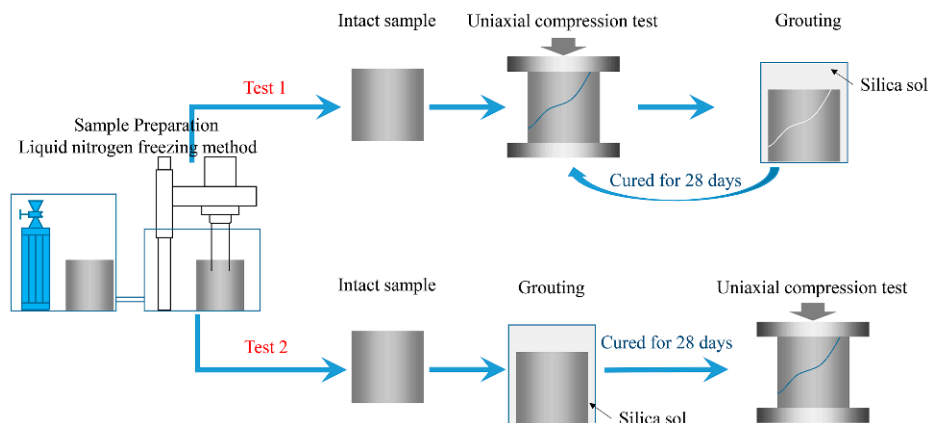 Intact sample
Uniaxial compression test
Grouting
Test 1
Silica sol
Sample Preparation
Liquid nitrogen freezing method
Cured for 28 days
Intact sample
Grouting
Uniaxial compression test
Test 2
Cured for 28 days
Silica sol